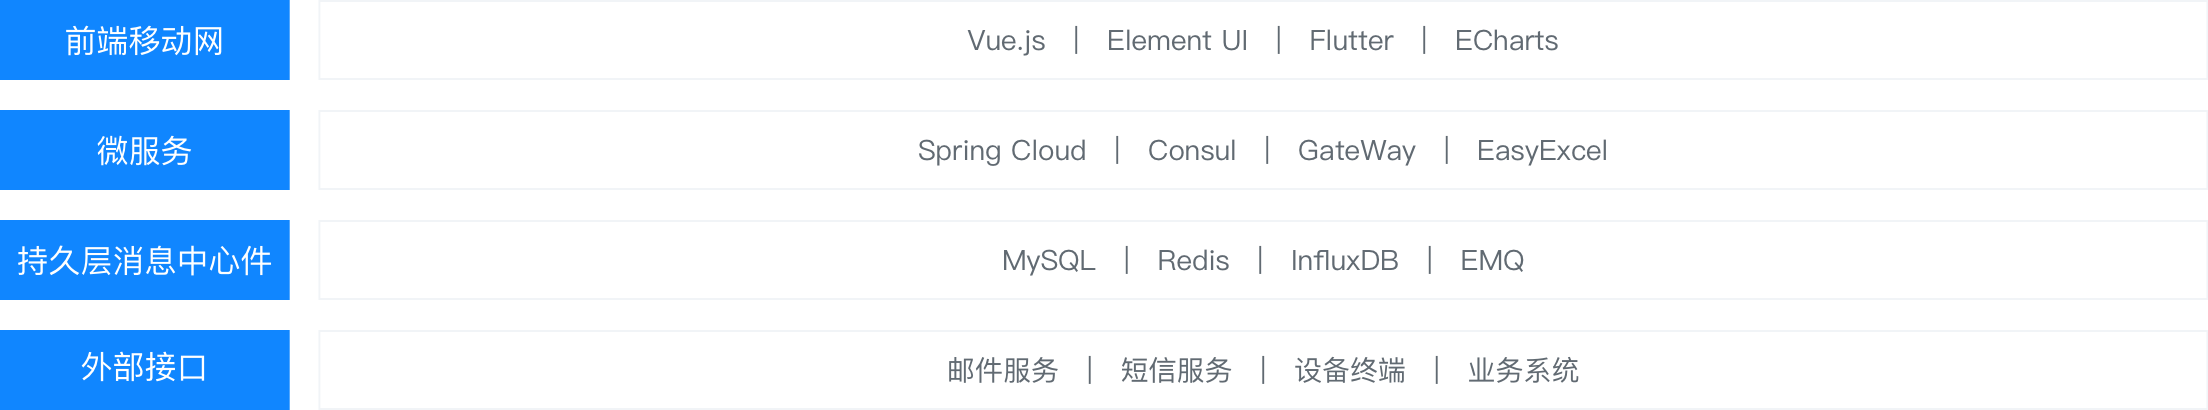 前端移动网
Vue.js | Element UI | Flutter | ECharts
微服务
Spring Cloud | Consul | GateWay | EasyExcel
持久层消息中心件
MySQL | Redis | InfluxDB | EMQ
外部接口
邮件服务 | 短信服务 | 设备终端 | 业务系统